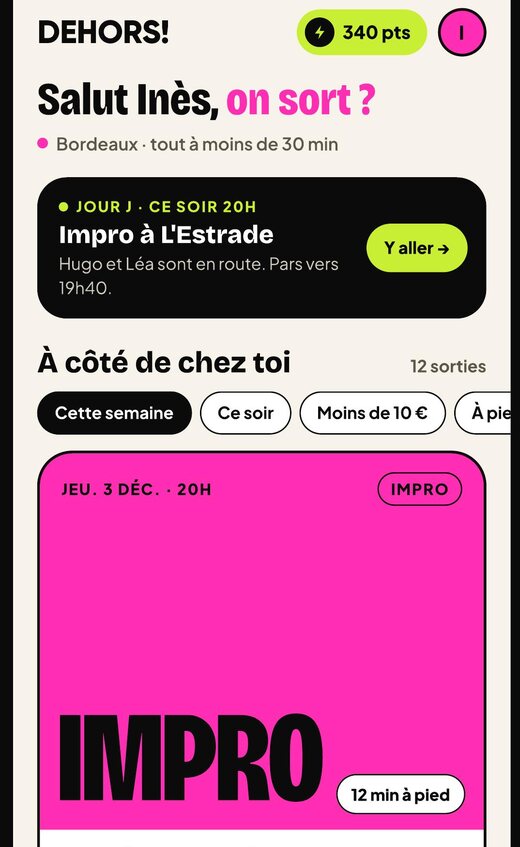 DEHORS!
340 pts
I
Salut Inès, on sort ?
Bordeaux · tout à moins de 30 min
JOUR J · CE SOIR 20H
Impro à L'Estrade
Hugo et Léa sont en route. Pars vers
19h40.
Y aller →
À côté de chez toi
12 sorties
Cette semaine
Ce soir
Moins de 10 €
À pie
JEU. 3 DÉC. · 20H
IMPRO
IMPRO
12 min à pied